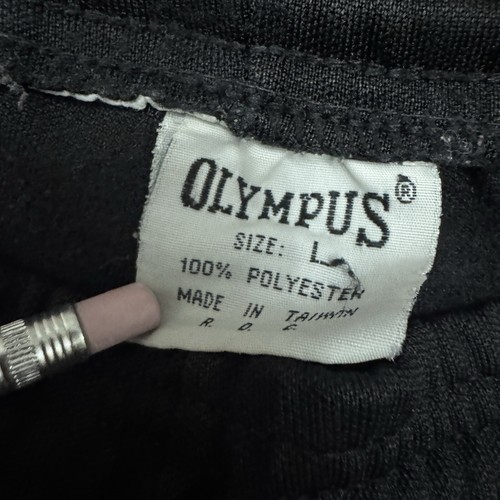 OLYMPUS®
SIZE: L
100% POLYESTER
MADE IN TAIWAN
R. O. C